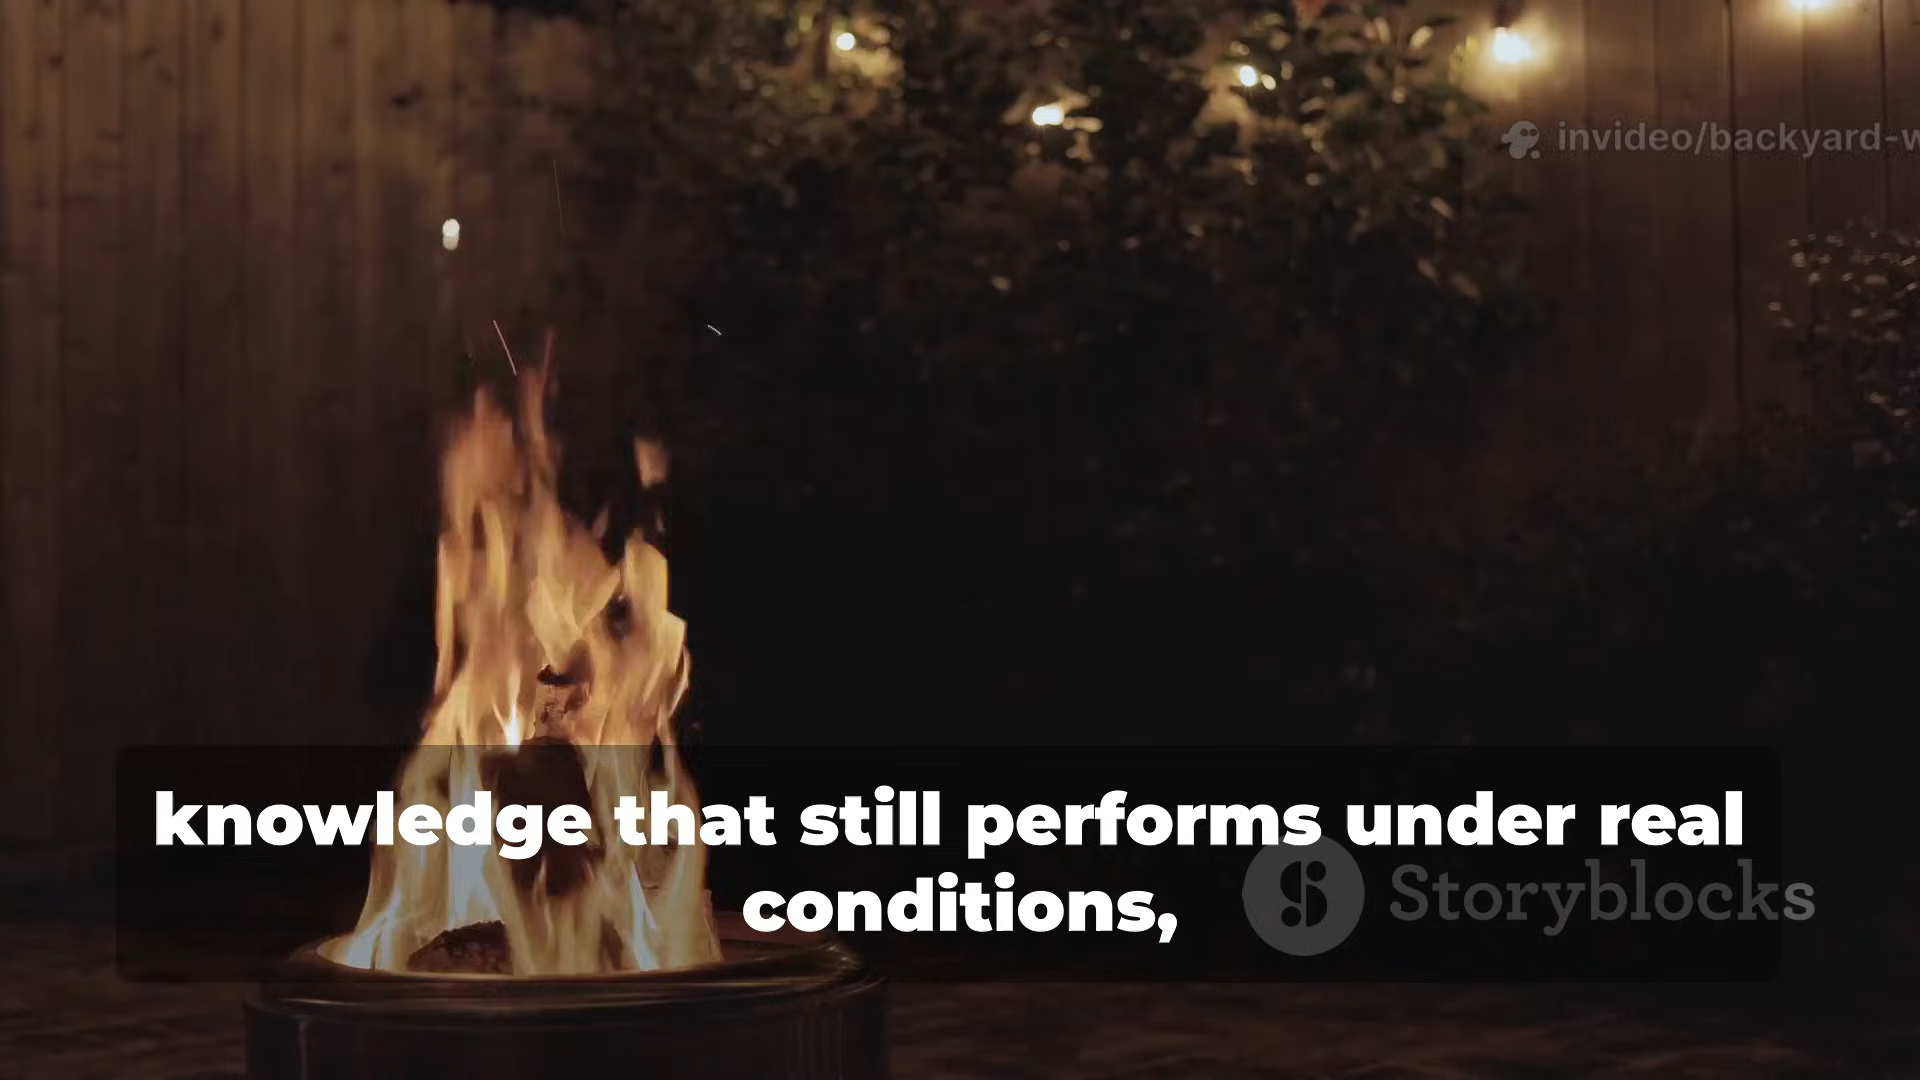 invideo/backyard-w
knowledge that still performs under real
conditions,
Storyblocks